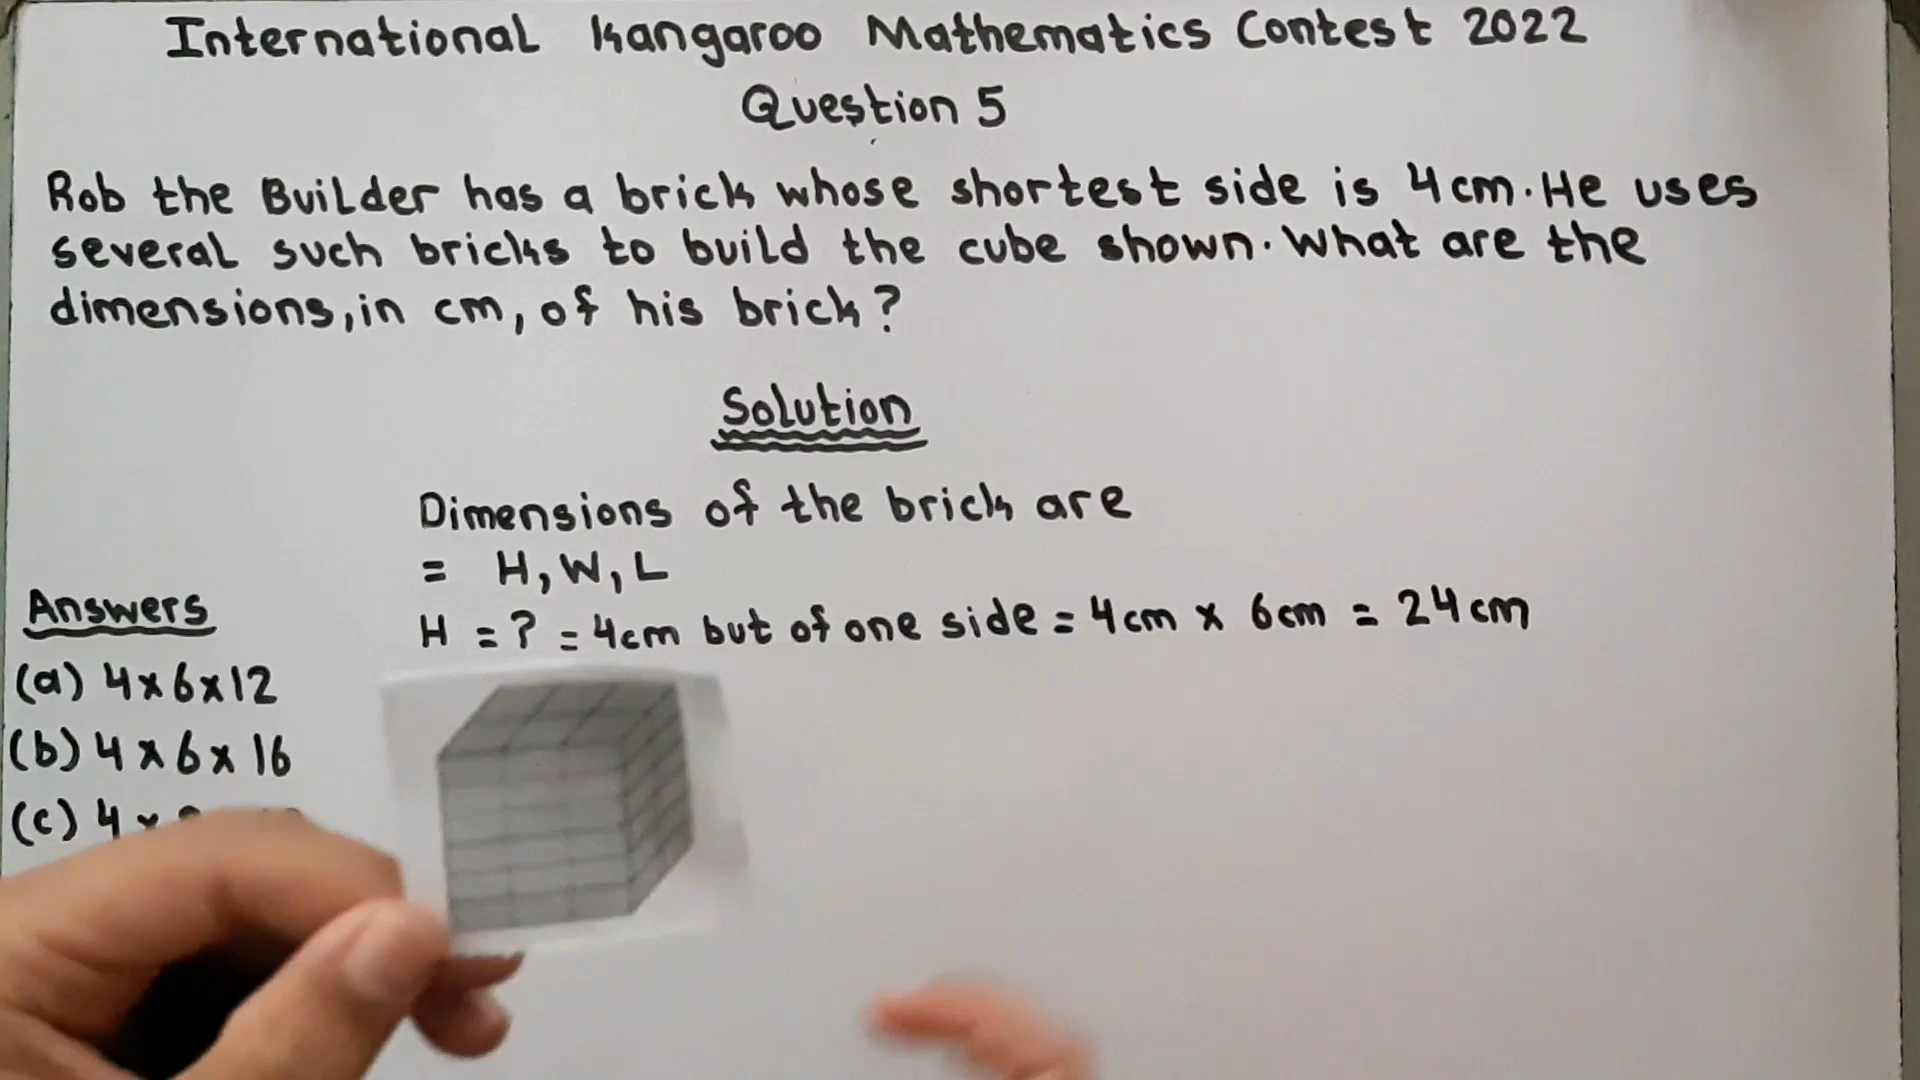 International Kangaroo Mathematics Contest 2022
Question 5
Rob the Builder has a brick whose shortest side is 4cm. He uses
several such bricks to build the cube shown. What are the
dimensions, in cm, of his brick?
Solution
Dimensions of the brick are
= H, W, L
H = ? = 4cm but of one side = 4cm x 6cm = 24cm
Answers
(a) 4x6x12
(b) 4x6x16
(c) 4x